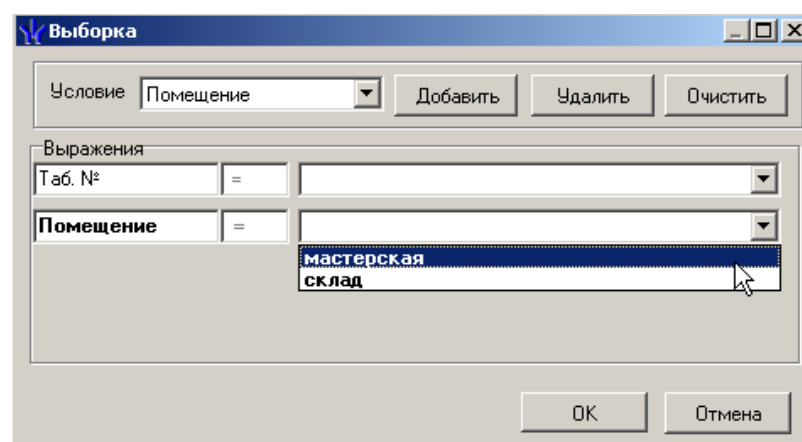 Выборка
Условие Помещение Добавить Удалить Очистить
Выражения
Таб. № =
Помещение =
мастерская
склад
OK Отмена